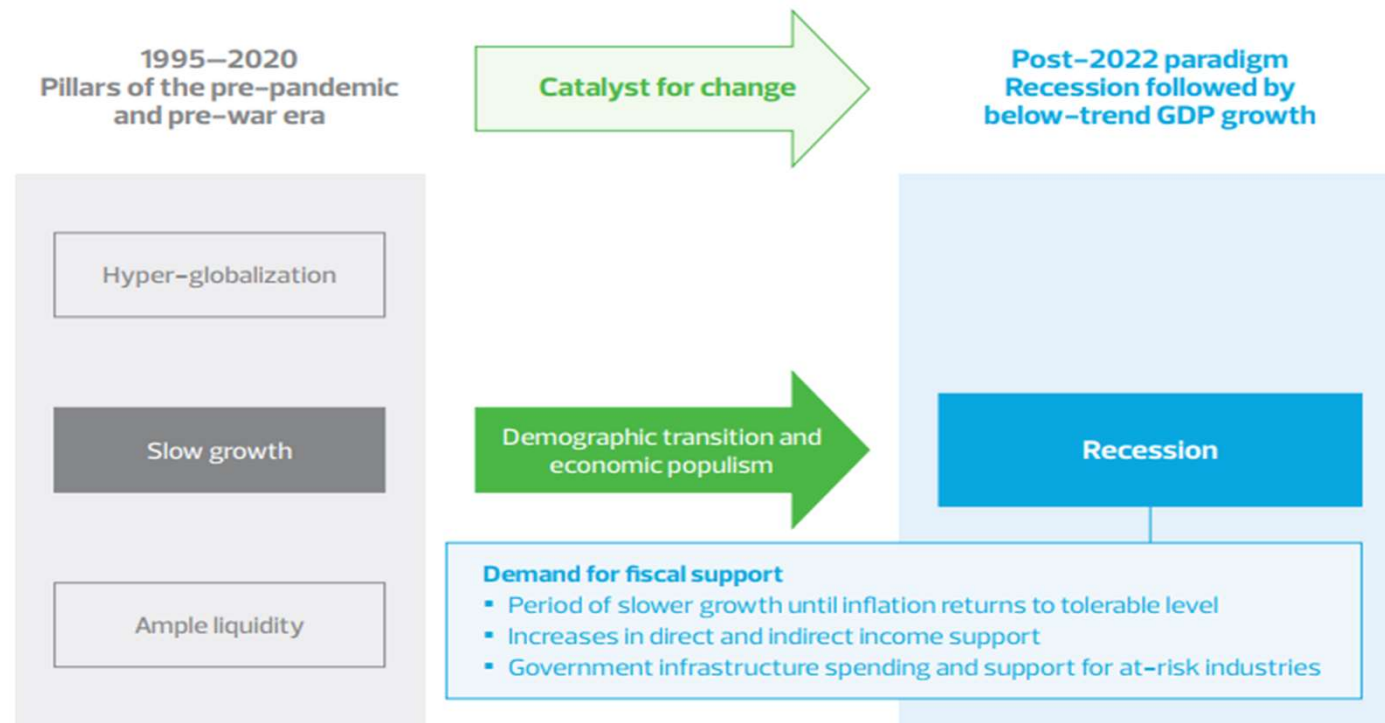 1995—2020
Pillars of the pre-pandemic
and pre-war era
Catalyst for change
Post-2022 paradigm
Recession followed by
below-trend GDP growth
Hyper-globalization
Slow growth
Demographic transition and
economic populism
Recession
Ample liquidity
Demand for fiscal support
▪ Period of slower growth until inflation returns to tolerable level
▪ Increases in direct and indirect income support
▪ Government infrastructure spending and support for at-risk industries